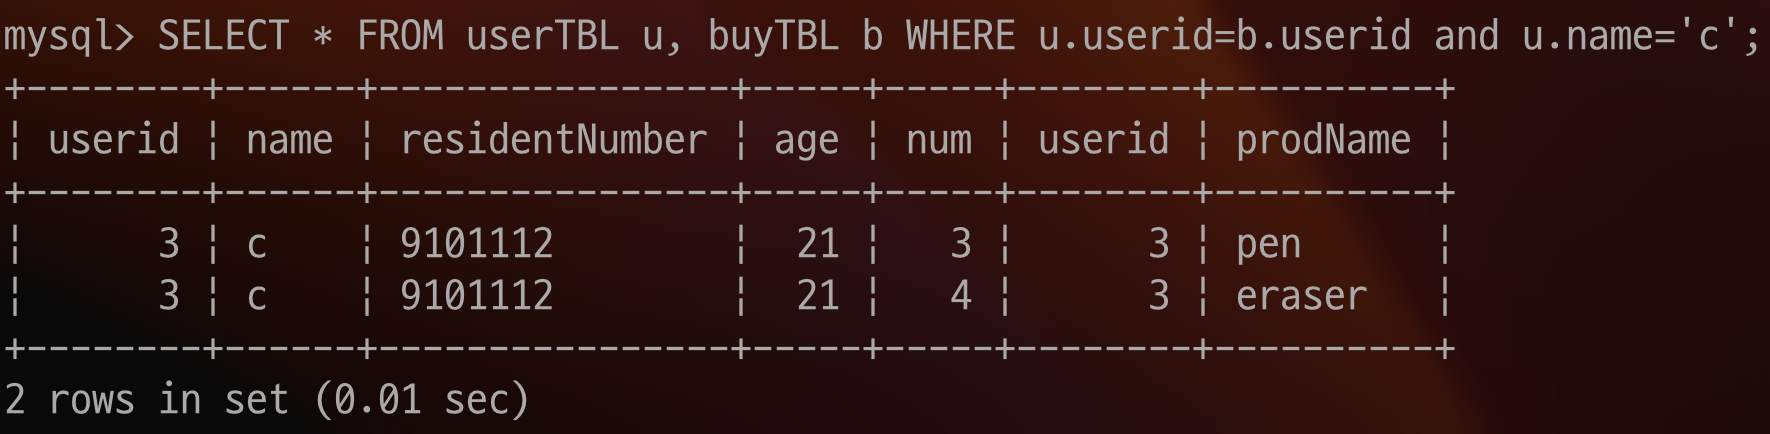 mysql> SELECT * FROM userTBL u, buyTBL b WHERE u.userid=b.userid and u.name='c';
+--------+------+----------------+-----+-----+--------+----------+
| userid | name | residentNumber | age | num | userid | prodName |
+--------+------+----------------+-----+-----+--------+----------+
|      3 | c    | 9101112        |  21 |   3 |      3 | pen      |
|      3 | c    | 9101112        |  21 |   4 |      3 | eraser   |
+--------+------+----------------+-----+-----+--------+----------+
2 rows in set (0.01 sec)